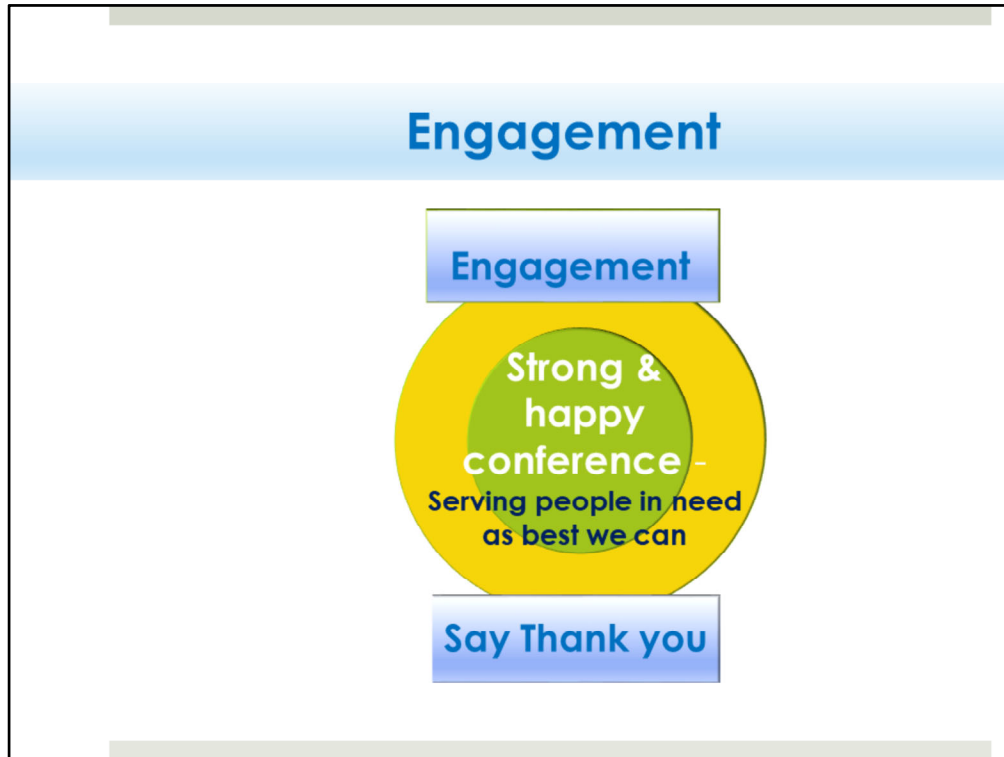 Engagement
Engagement
Strong &
happy
conference -
Serving people in need
as best we can
Say Thank you